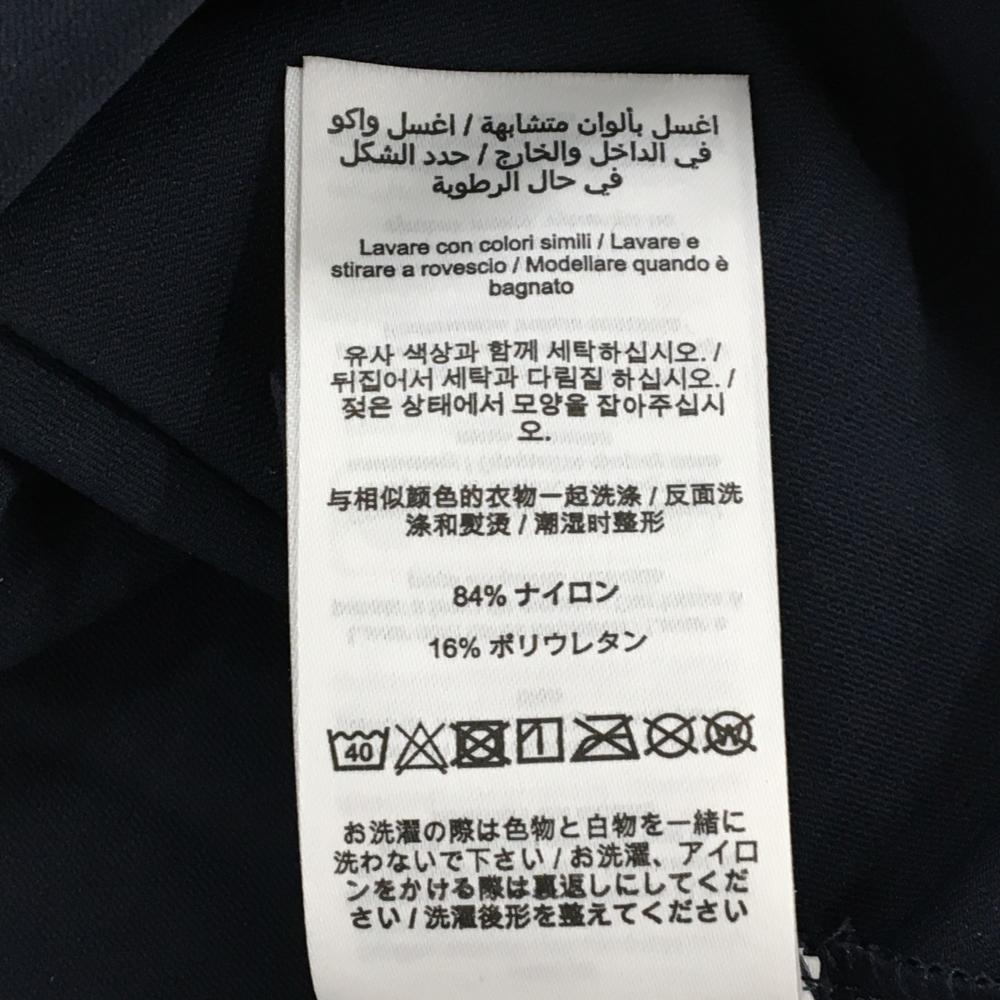 اغسل بألوان متشابهة / اغسل واكو
في الداخل والخارج / حدد الشكل
في حال الرطوبة
Lavare con colori simili / Lavare e
stirare a rovescio / Modellare quando è
bagnato
유사 색상과 함께 세탁하십시오. /
뒤집어서 세탁과 다림질 하십시오. /
젖은 상태에서 모양을 잡아주십시
오.
与相似颜色的衣物一起洗涤 / 反面洗
涤和熨烫 / 潮湿时整形
84% ナイロン
16% ポリウレタン
40 W
お洗濯の際は色物と白物を一緒に
洗わないで下さい / お洗濯、アイロ
ンをかける際は裏返しにしてくだ
さい / 洗濯後形を整えてください